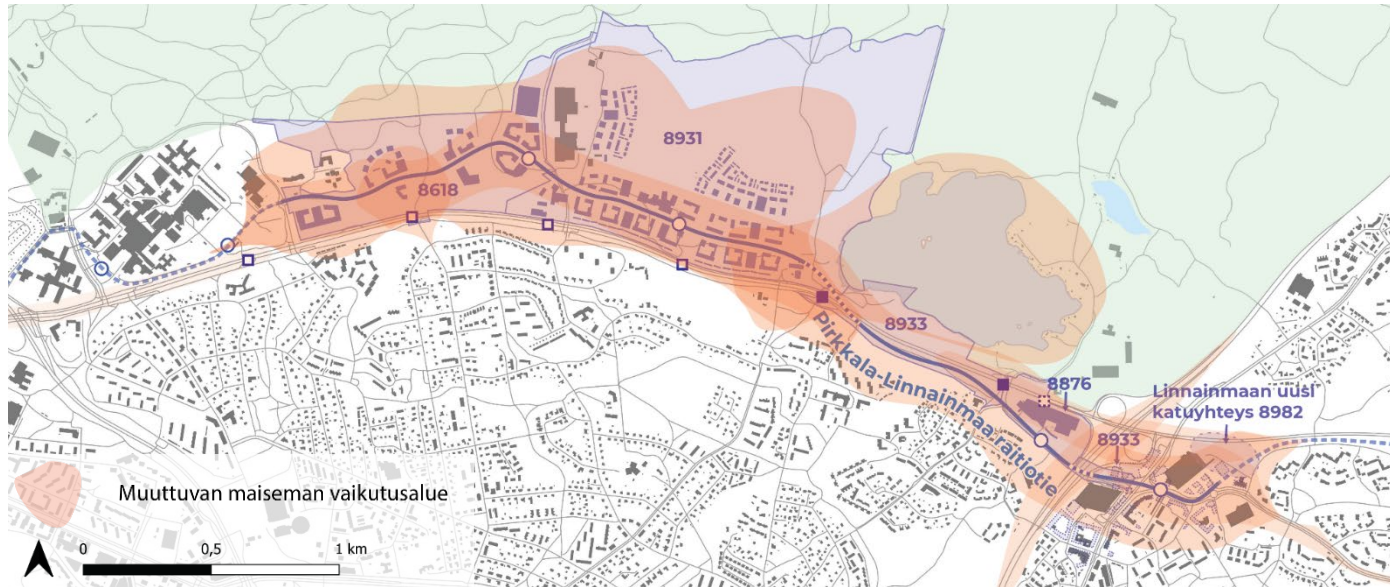 8931
8618
8933
Pirkkala-Linnainmaa raitiotie
8876
Linnainmaan uusi
katuyhteys 8982
8933
Muuttuvan maiseman vaikutusalue
0
0,5
1 km